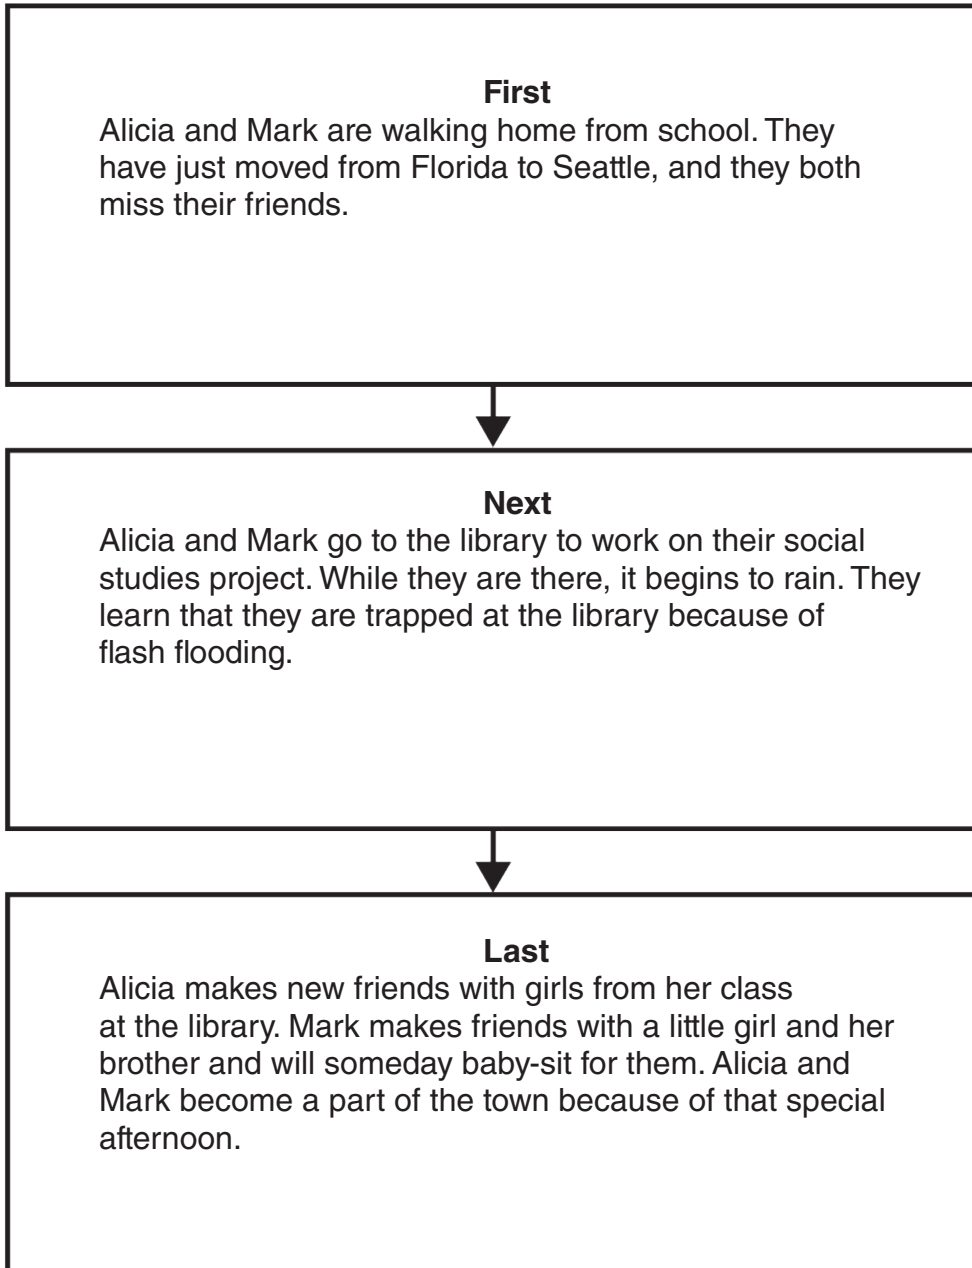 First
Alicia and Mark are walking home from school. They
have just moved from Florida to Seattle, and they both
miss their friends.
Next
Alicia and Mark go to the library to work on their social
studies project. While they are there, it begins to rain. They
learn that they are trapped at the library because of
flash flooding.
Last
Alicia makes new friends with girls from her class
at the library. Mark makes friends with a little girl and her
brother and will someday baby-sit for them. Alicia and
Mark become a part of the town because of that special
afternoon.